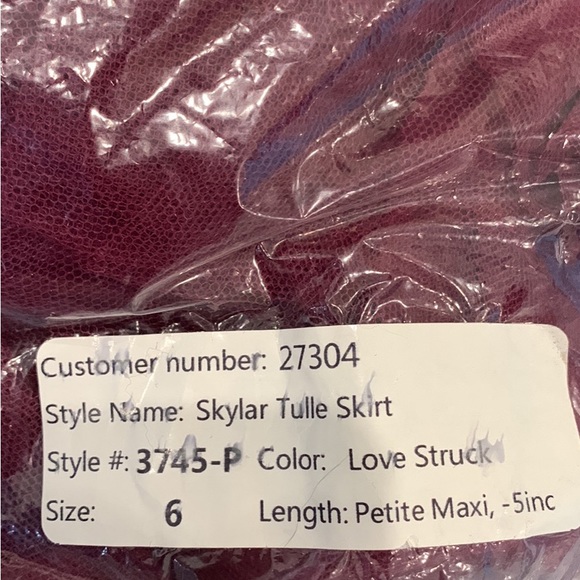 Customer number: 27304
Style Name: Skylar Tulle Skirt
Style #: 3745-P Color: Love Struck
Size: 6 Length: Petite Maxi, -5inc